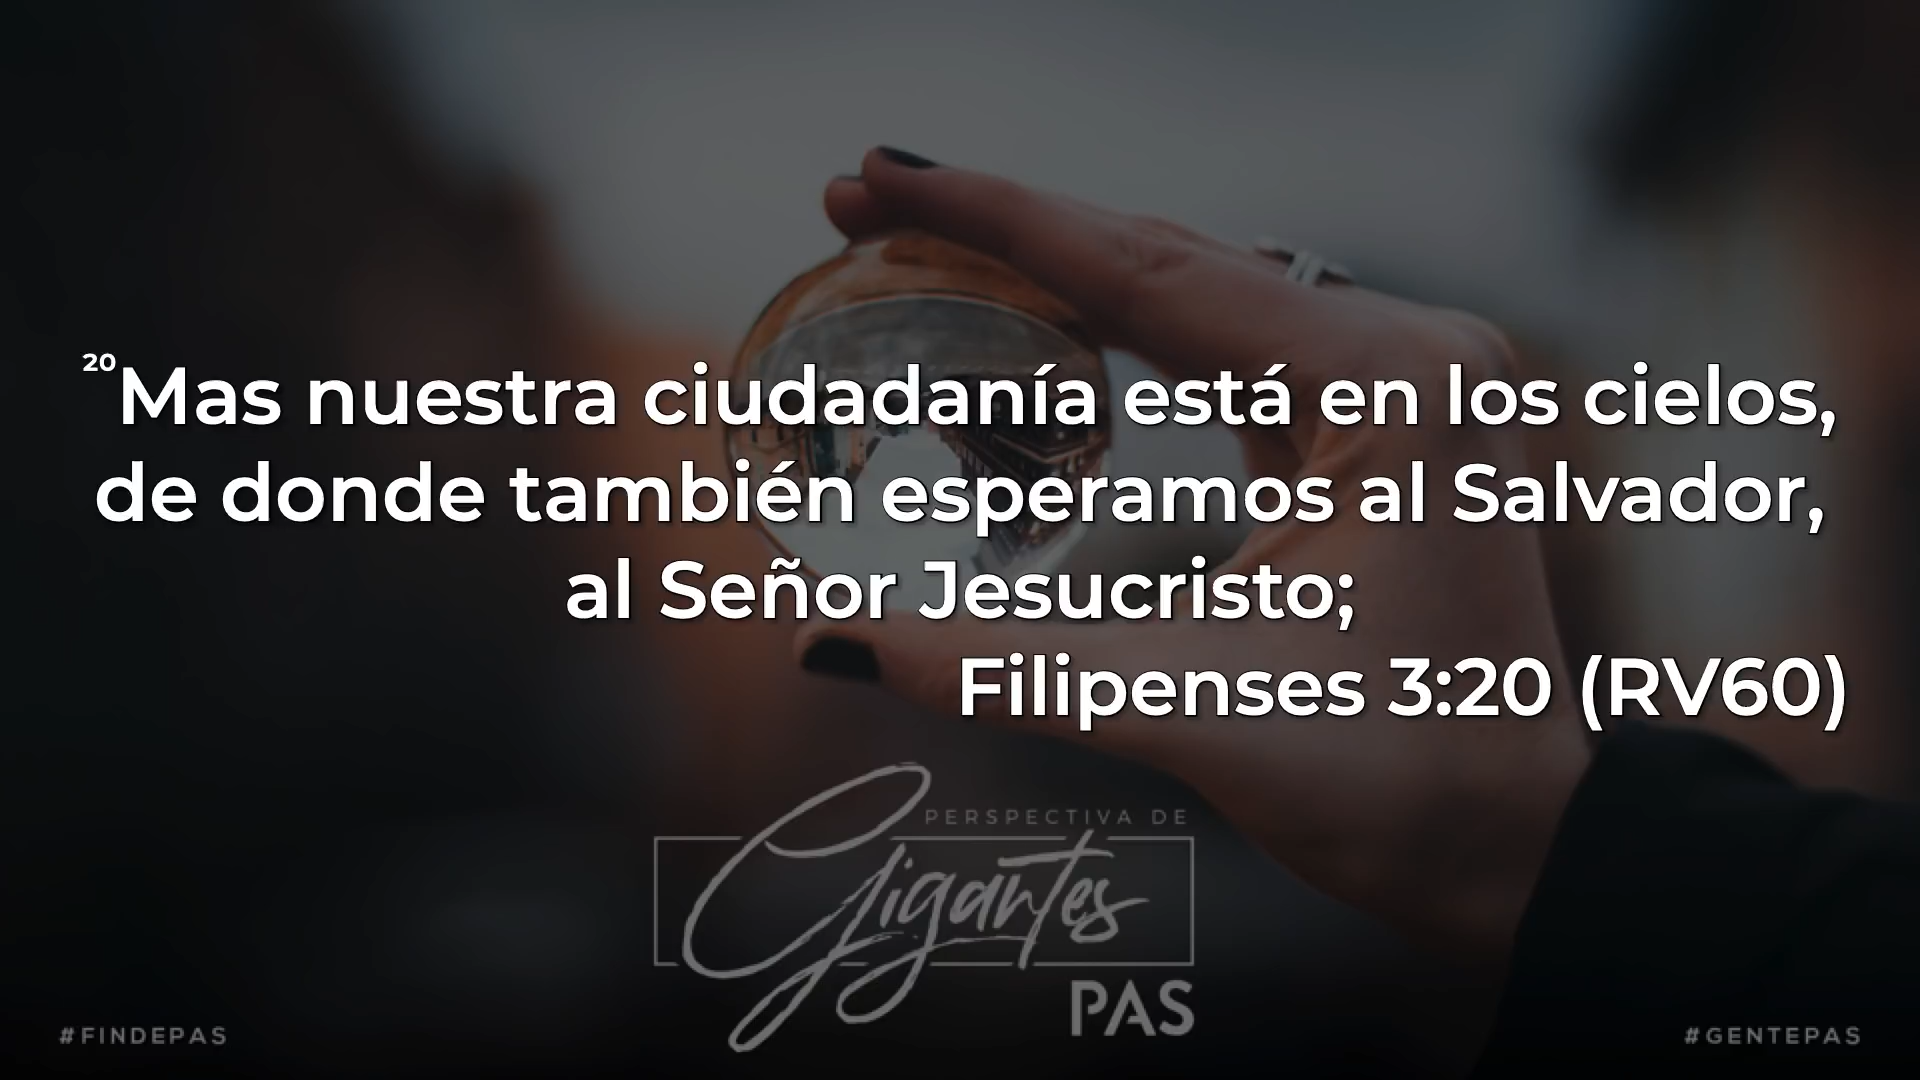 20Mas nuestra ciudadanía está en los cielos,
de donde también esperamos al Salvador,
al Señor Jesucristo;
Filipenses 3:20 (RV60)
PERSPECTIVA DE
Gigantes
PAS
#FINDEPAS
#GENTEPAS